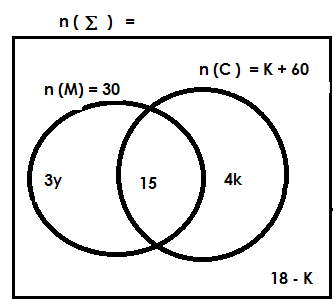 n ( Σ ) =
n (C ) = K + 60
n (M) = 30
3y 15 4k
18 - K